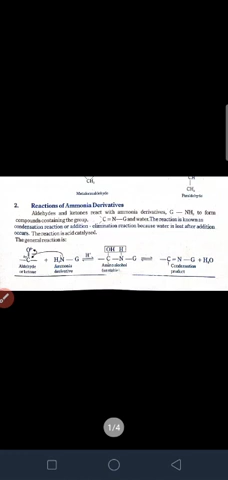 CH₃
CH
CH₃
Metacetaldehyde
Paraldehyde
2. Reactions of Ammonia Derivatives
Aldehydes and ketones react with ammonia derivatives, G — NH₂ to form
compounds containing the group, C = N—G and water. The reaction is known as
condensation reaction or addition - elimination reaction because water is lost after addition
occurs. The reaction is acid catalysed.
The general reaction is:
OH H
+ H₂N — G ⇌ H⁺ — C — N — G — C = N — G + H₂O
Aldehyde Ammonia Condensation
or ketone derivative product
1/4